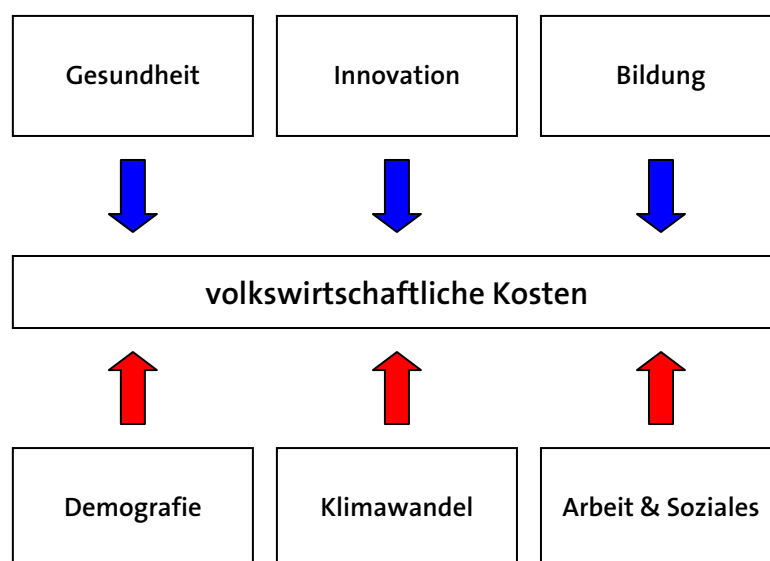 Gesundheit
Innovation
Bildung
volkswirtschaftliche Kosten
Demografie
Klimawandel
Arbeit & Soziales